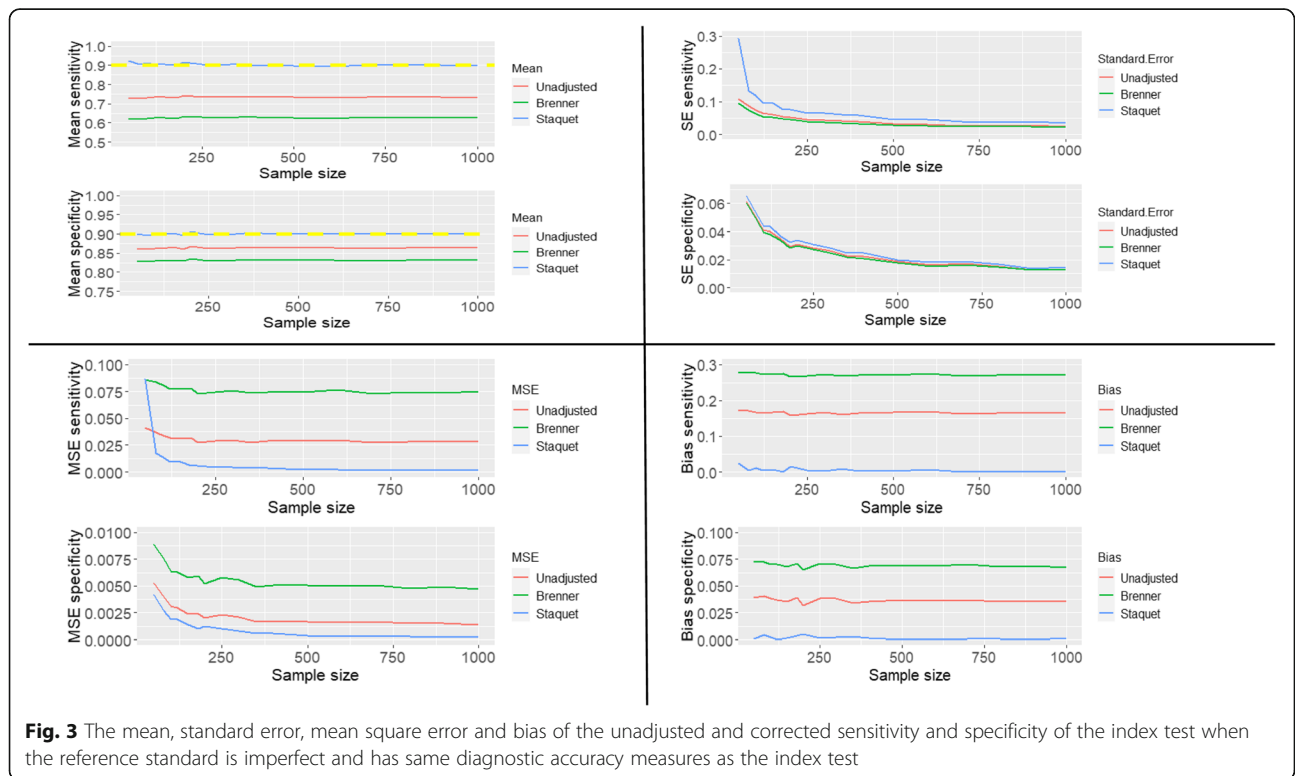 Mean sensitivity
1.0
0.9
0.8
0.7
0.6
0.5
250 500 750 1000
Sample size
Mean
Unadjusted
Brenner
Staquet
Mean specificity
1.00
0.95
0.90
0.85
0.80
0.75
250 500 750 1000
Sample size
Mean
Unadjusted
Brenner
Staquet
SE sensitivity
0.3
0.2
0.1
0.0
250 500 750 1000
Sample size
Standard.Error
Unadjusted
Brenner
Staquet
SE specificity
0.06
0.04
0.02
0.00
250 500 750 1000
Sample size
Standard.Error
Unadjusted
Brenner
Staquet
MSE sensitivity
0.100
0.075
0.050
0.025
0.000
250 500 750 1000
Sample size
MSE
Unadjusted
Brenner
Staquet
MSE specificity
0.0100
0.0075
0.0050
0.0025
0.0000
250 500 750 1000
Sample size
MSE
Unadjusted
Brenner
Staquet
Bias sensitivity
0.3
0.2
0.1
0.0
250 500 750 1000
Sample size
Bias
Unadjusted
Brenner
Staquet
Bias specificity
0.100
0.075
0.050
0.025
0.000
250 500 750 1000
Sample size
Bias
Unadjusted
Brenner
Staquet
Fig. 3 The mean, standard error, mean square error and bias of the unadjusted and corrected sensitivity and specificity of the index test when
the reference standard is imperfect and has same diagnostic accuracy measures as the index test